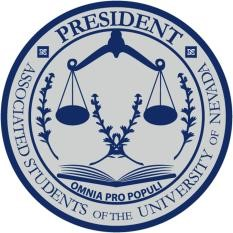 PRESIDENT
ASSOCIATED STUDENTS OF THE UNIVERSITY OF NEVADA
OMNIA PRO POPULI